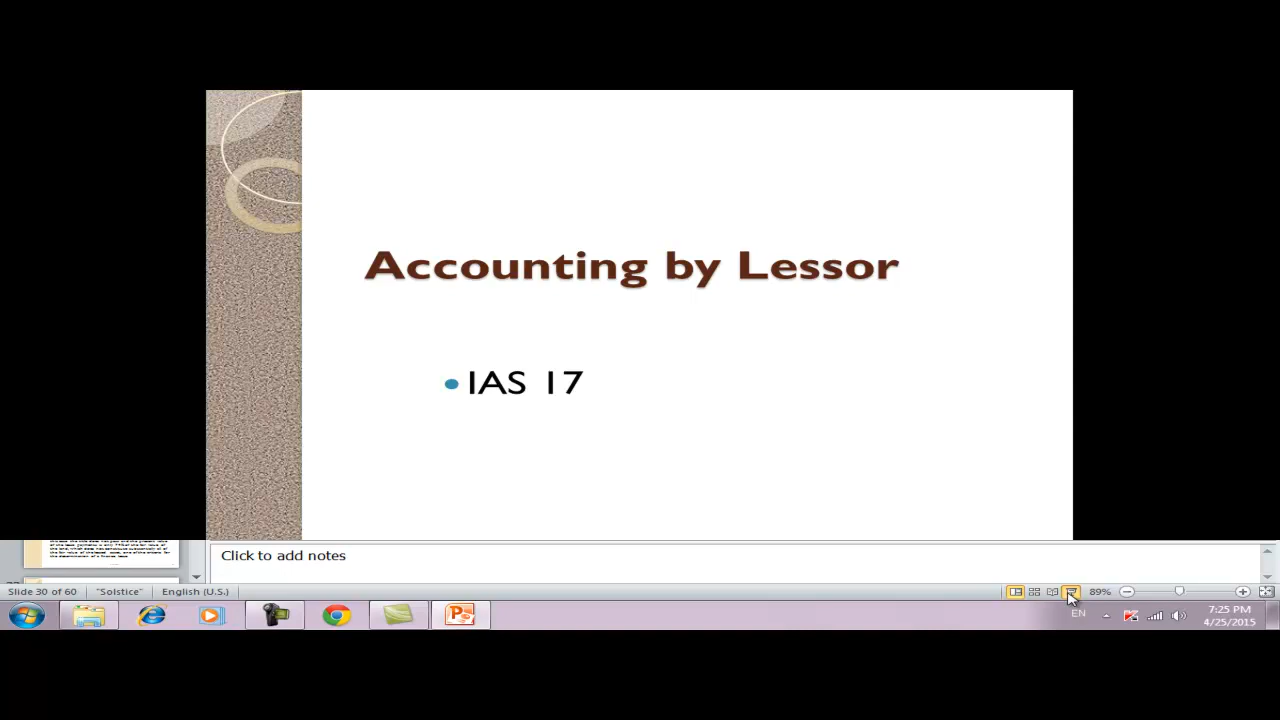 Accounting by Lessor
• IAS 17
Click to add notes
Slide 30 of 60
"Solstice"
English (U.S.)
89%
EN
7:25 PM
4/25/2015